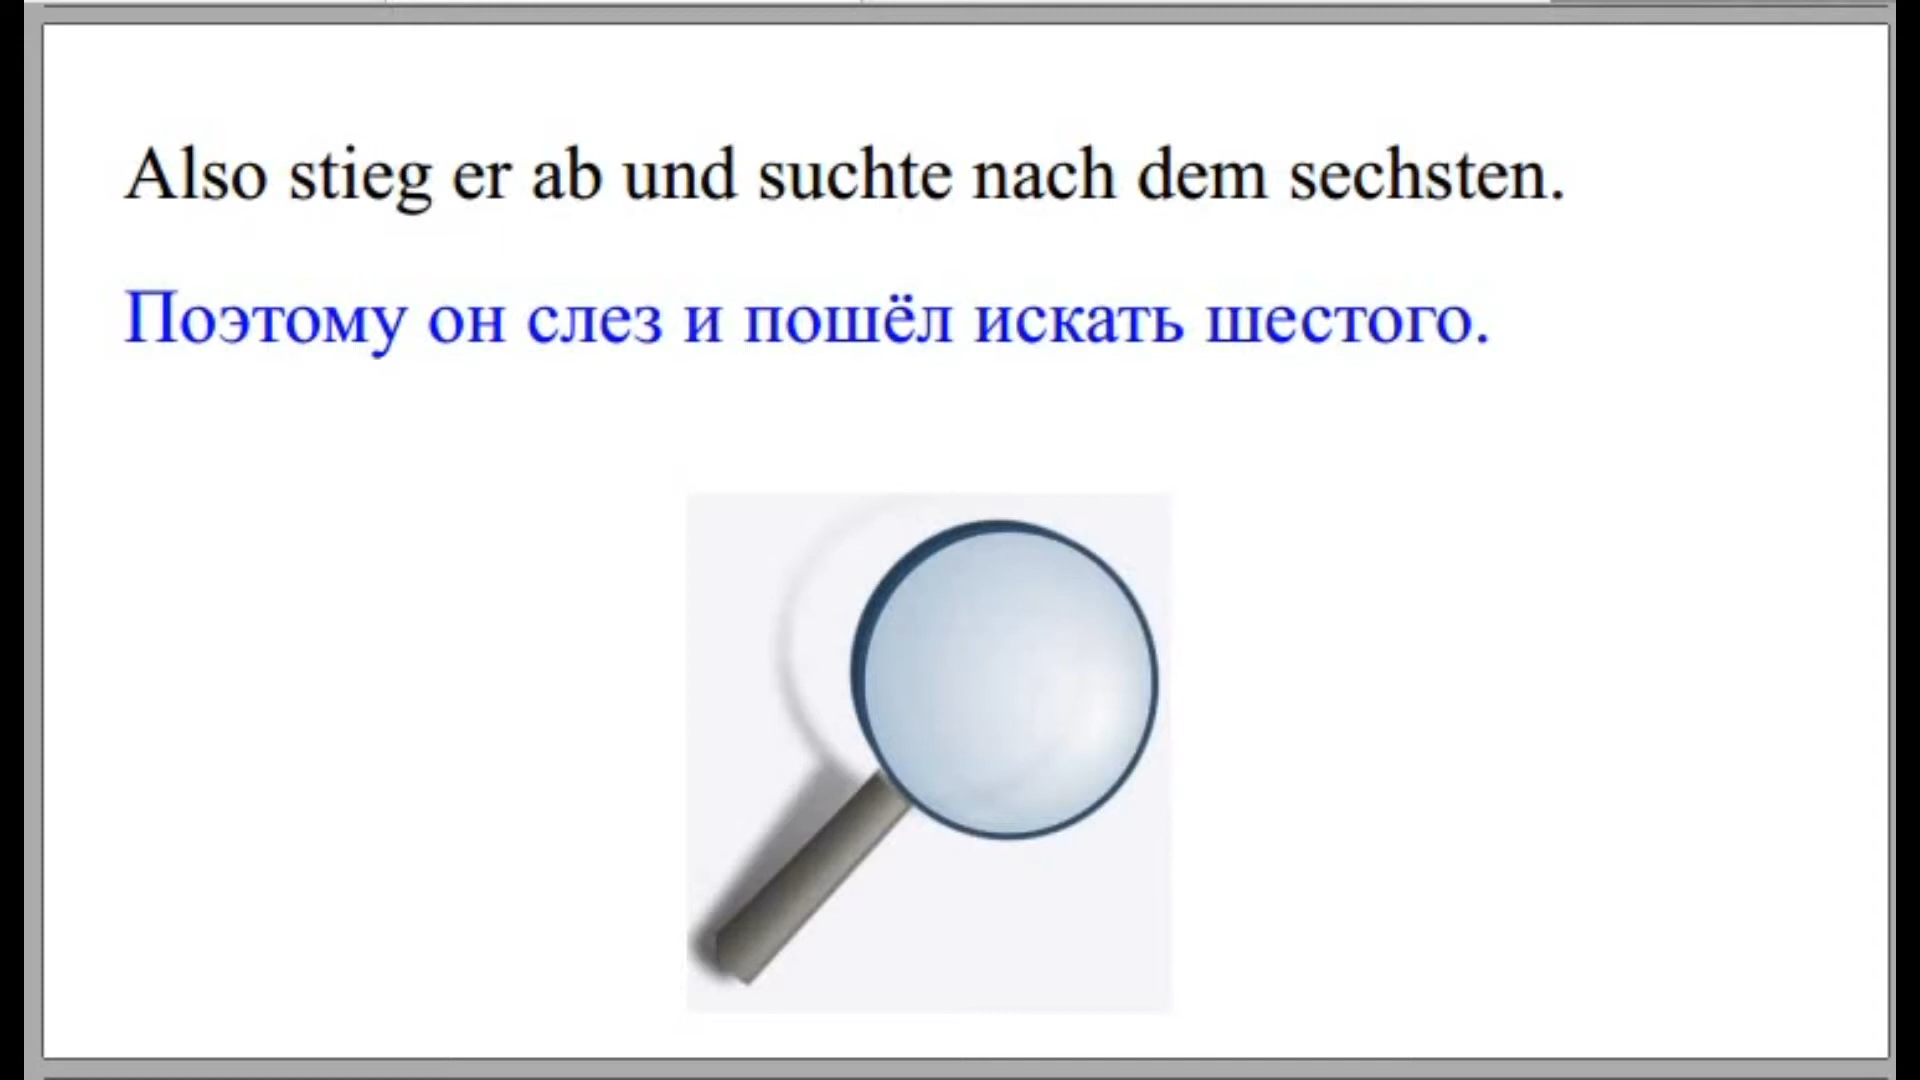 Also stieg er ab und suchte nach dem sechsten.
Поэтому он слез и пошёл искать шестого.